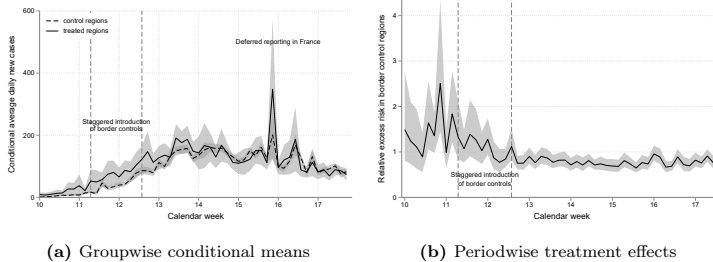 600
400
200
0
Conditional average daily new cases
control regions
treated regions
Deferred reporting in France
Staggered introduction
of border controls
10 11 12 13 14 15 16 17
Calendar week
(a) Groupwise conditional means
4
3
2
1
0
Relative excess risk in border control regions
Staggered introduction
of border controls
10 11 12 13 14 15 16 17
Calendar week
(b) Periodwise treatment effects